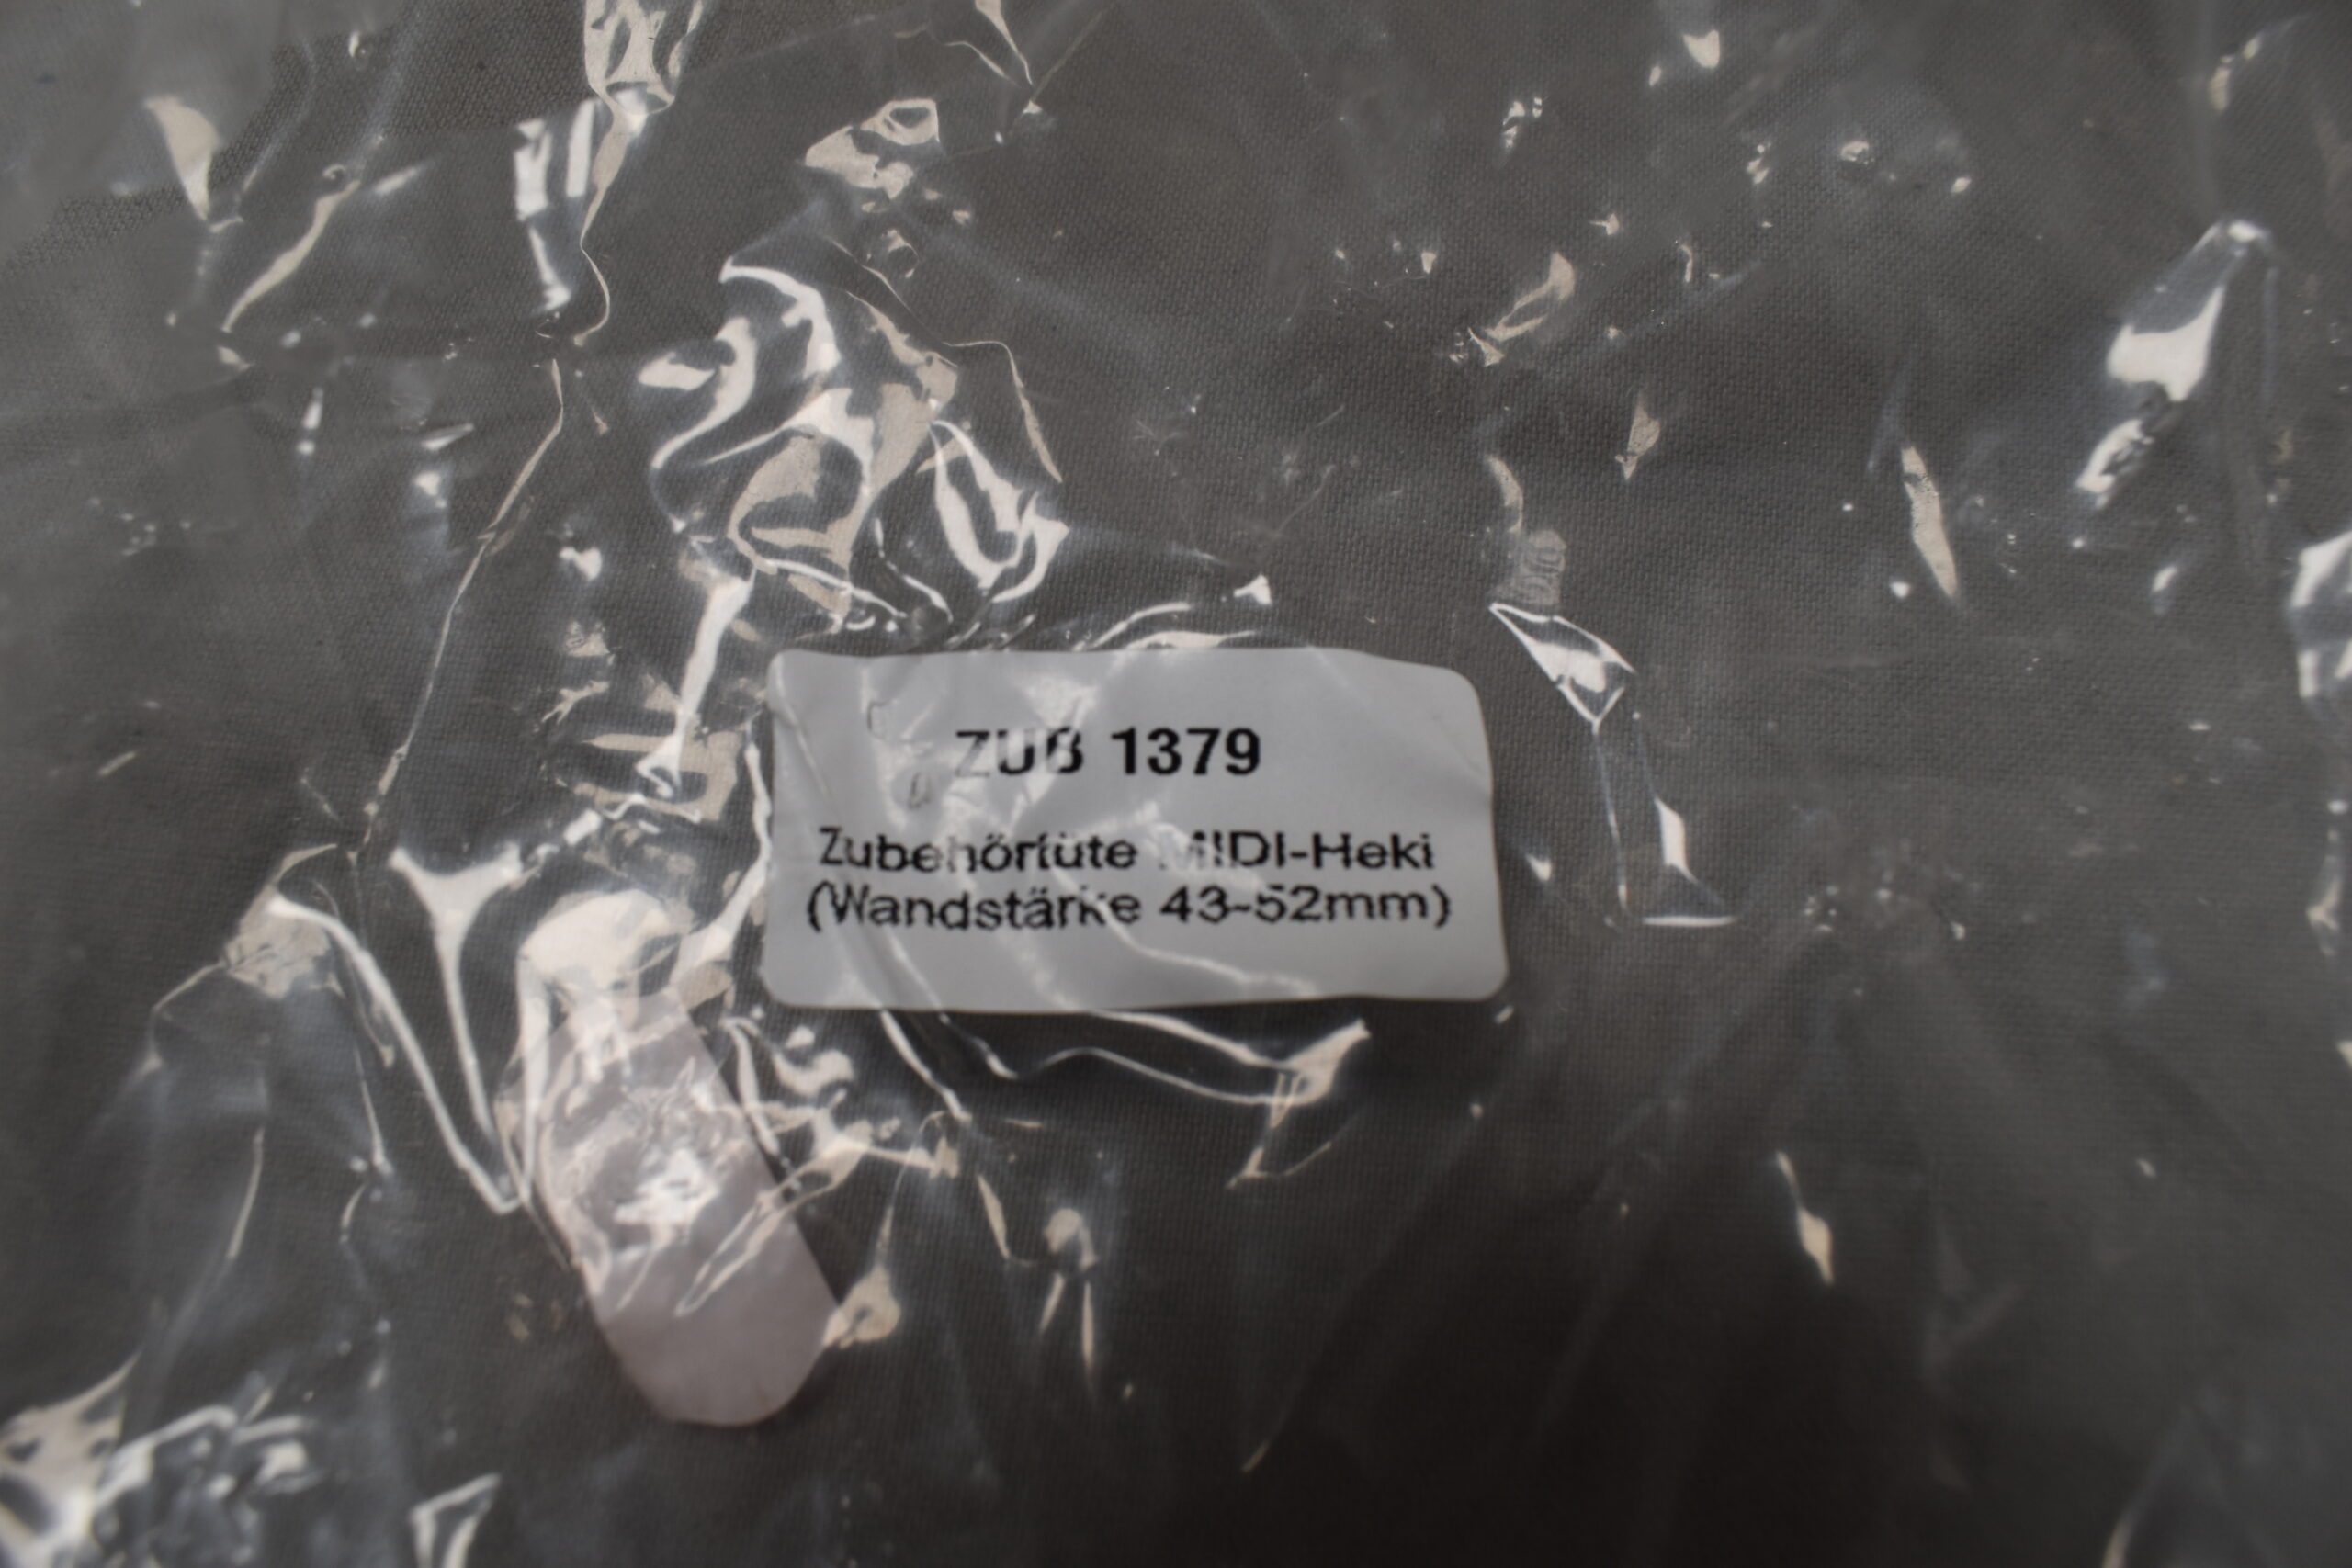 ZUB 1379
Zubehörtüte MIDI-Heki
(Wandstärke 43-52mm)